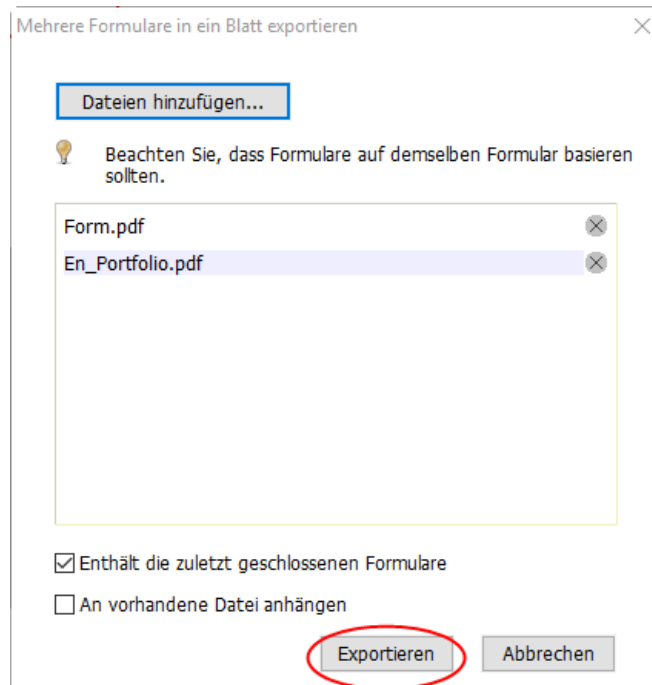 Mehrere Formulare in ein Blatt exportieren
Dateien hinzufügen...
Beachten Sie, dass Formulare auf demselben Formular basieren
sollten.
Form.pdf
En_Portfolio.pdf
Enthält die zuletzt geschlossenen Formulare
An vorhandene Datei anhängen
Exportieren
Abbrechen